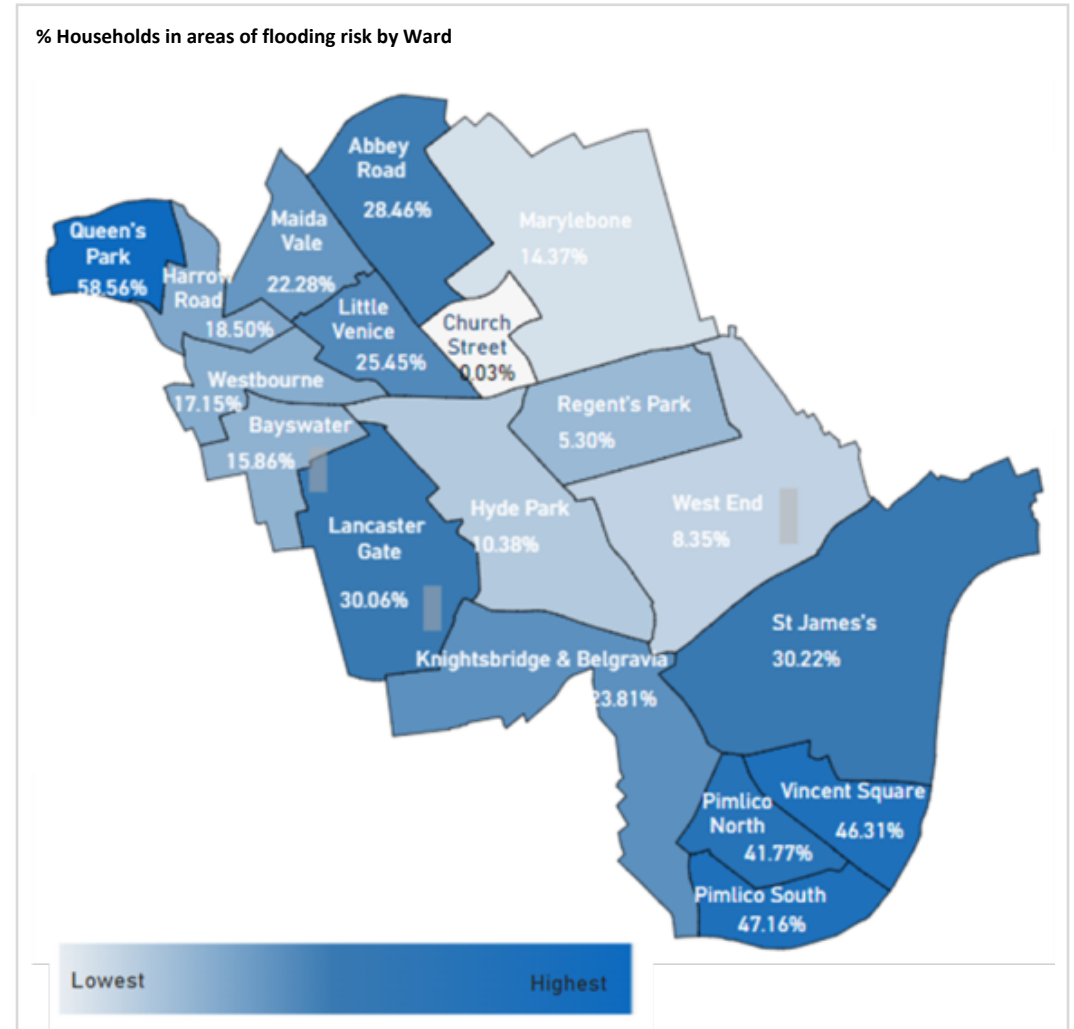 % Households in areas of flooding risk by Ward
Abbey
Road
28.46%
Marylebone
14.37%
Queen's
Park
58.56%
Maida
Vale
22.28%
Harrow
Road
18.50%
Little
Venice
25.45%
Church
Street
0.03%
Westbourne
17.15%
Regent's Park
5.30%
Bayswater
15.86%
Hyde Park
10.38%
West End
8.35%
Lancaster
Gate
30.06%
St James's
30.22%
Knightsbridge & Belgravia
23.81%
Vincent Square
46.31%
Pimlico
North
41.77%
Pimlico South
47.16%
Lowest
Highest